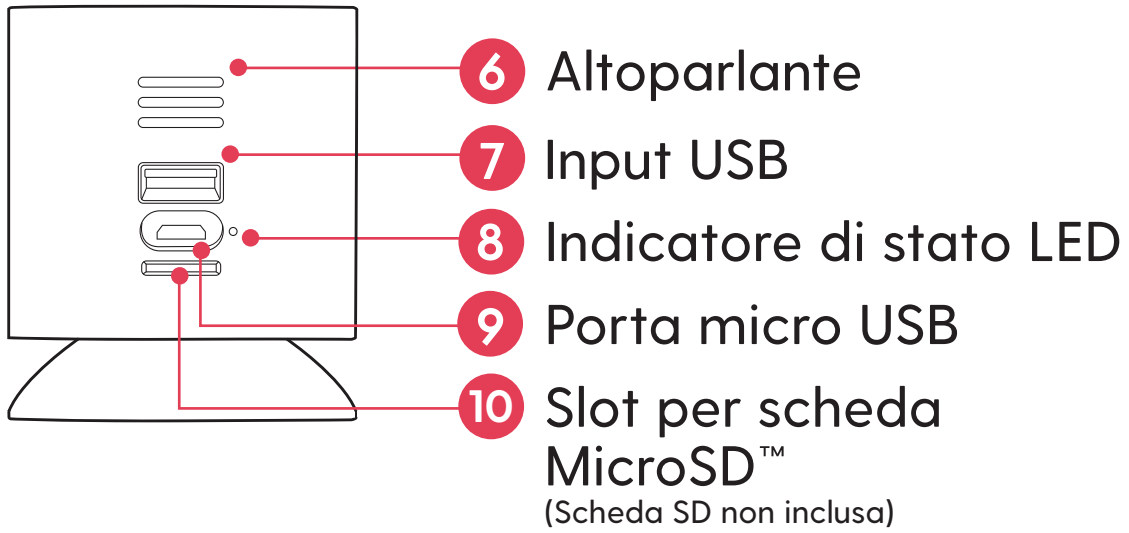 6 Altoparlante
7 Input USB
8 Indicatore di stato LED
9 Porta micro USB
10 Slot per scheda
MicroSD™
(Scheda SD non inclusa)